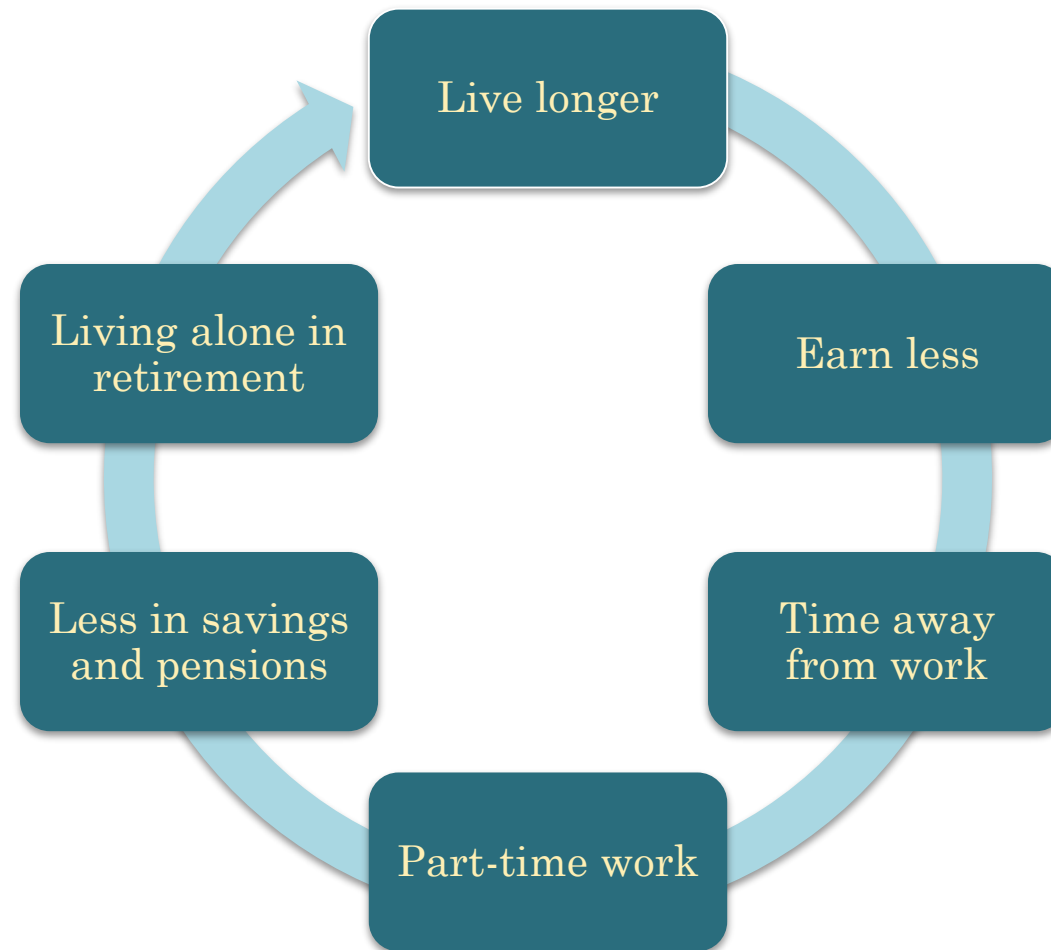 Live longer
Earn less
Time away
from work
Part-time work
Less in savings
and pensions
Living alone in
retirement